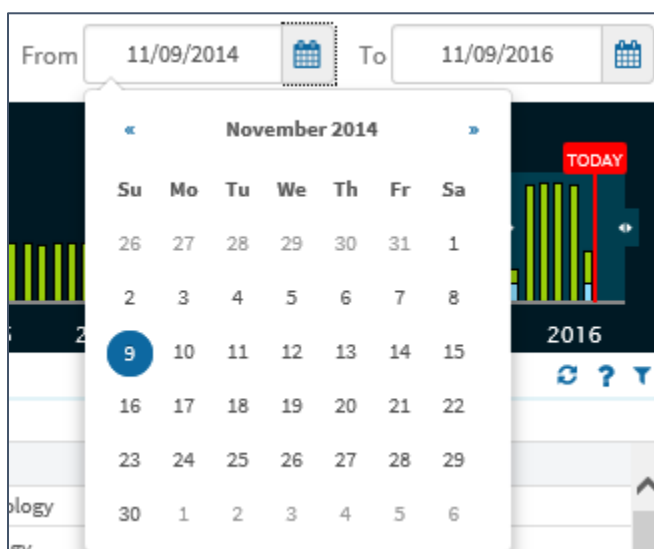 From 11/09/2014 To 11/09/2016
« November 2014 »
TODAY
Su Mo Tu We Th Fr Sa
26 27 28 29 30 31 1
2 3 4 5 6 7 8
9 10 11 12 13 14 15
2016
?
16 17 18 19 20 21 22
23 24 25 26 27 28 29
ology
30 1 2 3 4 5 6